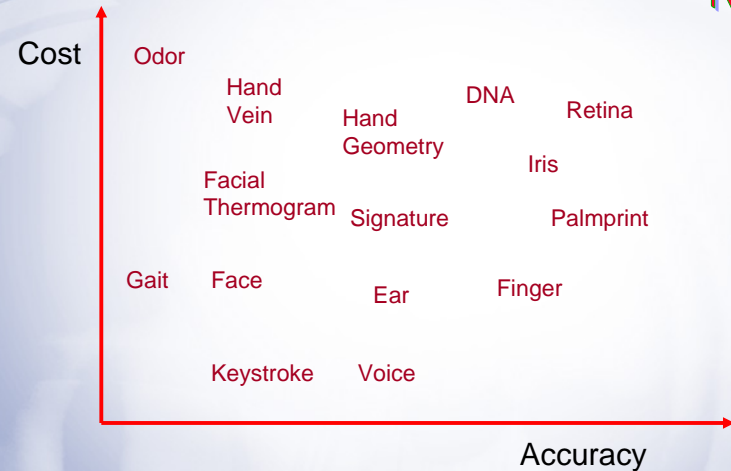 Cost
Odor
Hand
Vein
Hand
Geometry
DNA
Retina
Iris
Facial
Thermogram
Signature
Palmprint
Gait
Face
Ear
Finger
Keystroke
Voice
Accuracy